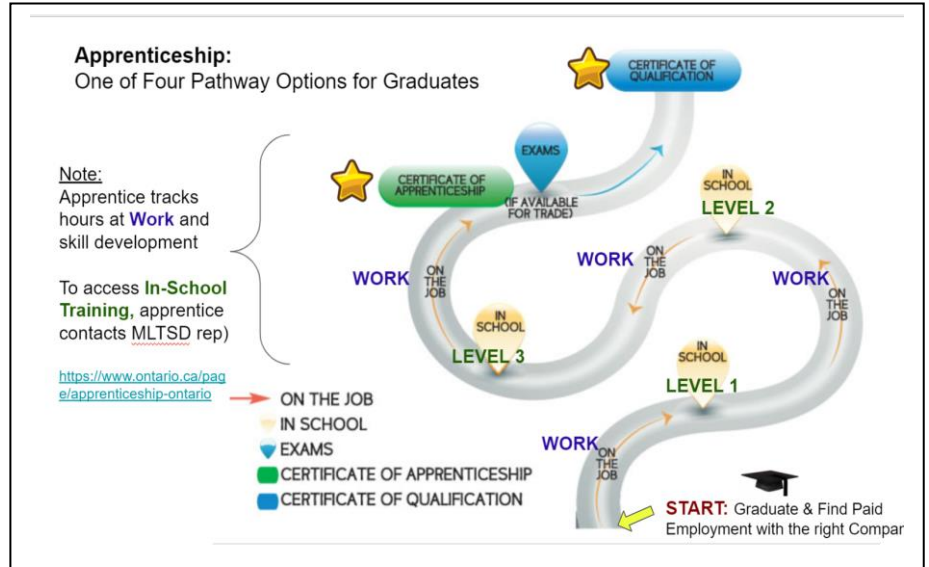 Apprenticeship:
One of Four Pathway Options for Graduates
CERTIFICATE OF
QUALIFICATION
EXAMS
CERTIFICATE OF
APPRENTICESHIP
(IF AVAILABLE
FOR TRADE)
IN
SCHOOL
LEVEL 2
Note:
Apprentice tracks
hours at Work and
skill development
To access In-School
Training, apprentice
contacts MLTSD rep)
https://www.ontario.ca/pag
e/apprenticeship-ontario
WORK
ON
THE
JOB
WORK
ON
THE
JOB
WORK
ON
THE
JOB
IN
SCHOOL
LEVEL 3
IN
SCHOOL
LEVEL 1
WORK
ON
THE
JOB
ON THE JOB
IN SCHOOL
EXAMS
CERTIFICATE OF APPRENTICESHIP
CERTIFICATE OF QUALIFICATION
START: Graduate & Find Paid
Employment with the right Compar